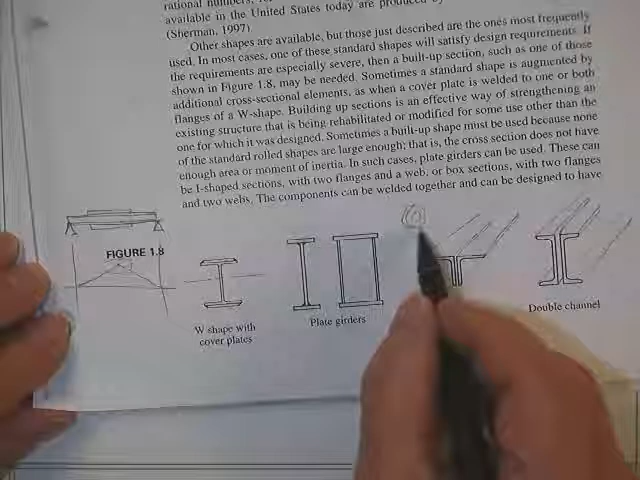 rational numbers,
available in the United States today are produced by
(Sherman, 1997).
Other shapes are available, but those just described are the ones most frequently
used. In most cases, one of these standard shapes will satisfy design requirements. If
the requirements are especially severe, then a built-up section, such as one of those
shown in Figure 1.8, may be needed. Sometimes a standard shape is augmented by
additional cross-sectional elements, as when a cover plate is welded to one or both
flanges of a W-shape. Building up sections is an effective way of strengthening an
existing structure that is being rehabilitated or modified for some use other than the
one for which it was designed. Sometimes a built-up shape must be used because none
of the standard rolled shapes are large enough; that is, the cross section does not have
enough area or moment of inertia. In such cases, plate girders can be used. These can
be I-shaped sections, with two flanges and a web, or box sections, with two flanges
and two webs. The components can be welded together and can be designed to have
FIGURE 1.8
W shape with
cover plates
Plate girders
Double channel